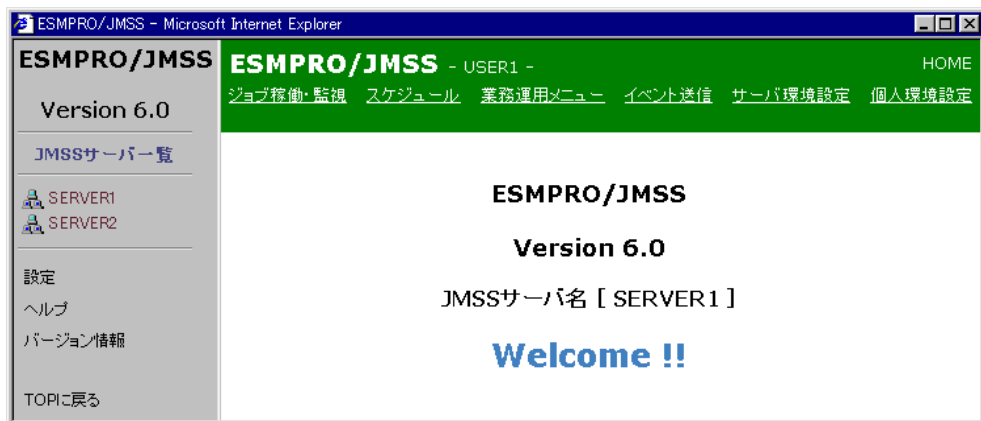 ESMPRO/JMSS - Microsoft Internet Explorer
ESMPRO/JMSS
Version 6.0
JMSSサーバ一覧
SERVER1
SERVER2
設定
ヘルプ
バージョン情報
TOPに戻る
ESMPRO/JMSS - USER1 -
HOME
ジョブ稼働・監視 スケジュール 業務運用メニュー イベント送信 サーバ環境設定 個人環境設定
ESMPRO/JMSS
Version 6.0
JMSSサーバ名 [ SERVER1 ]
Welcome !!